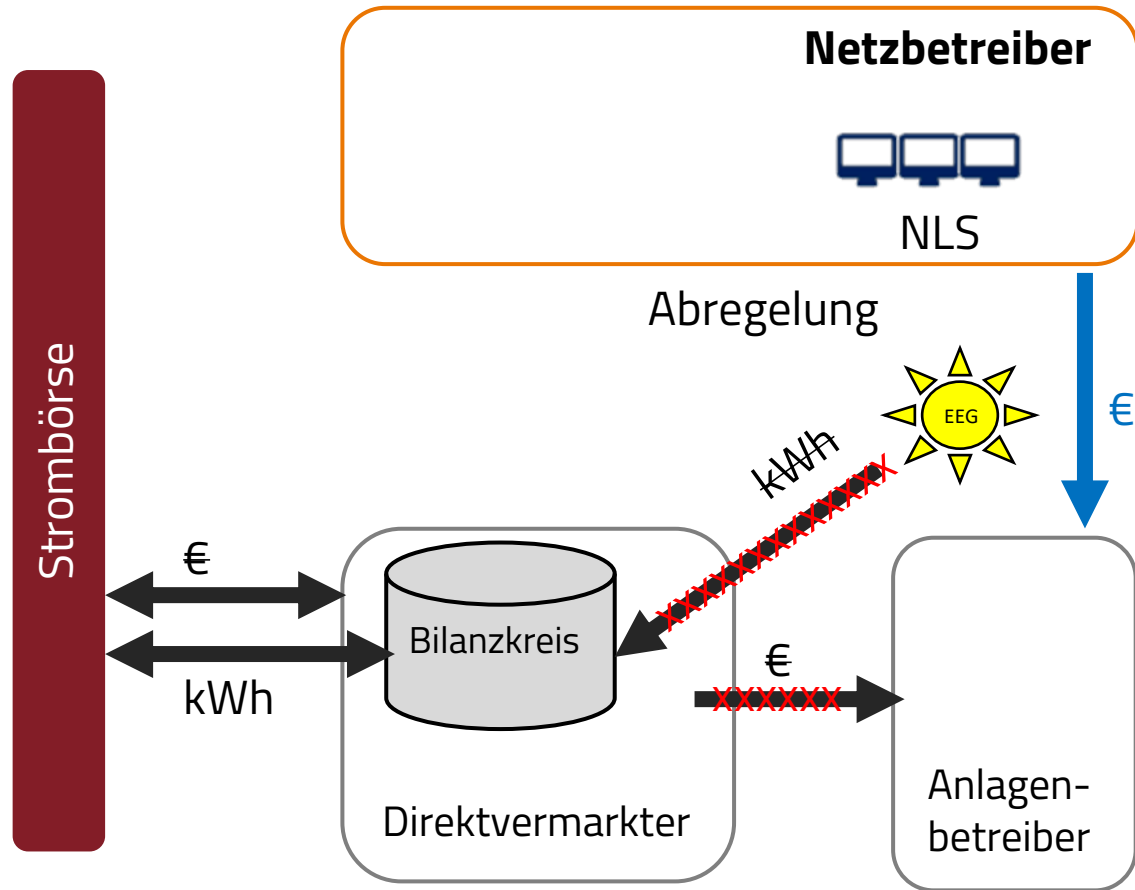 Netzbetreiber
NLS
Abregelung
Strombörse
EEG
€
kWh
€
Bilanzkreis
kWh
€
Direktvermarkter
Anlagen-
betreiber